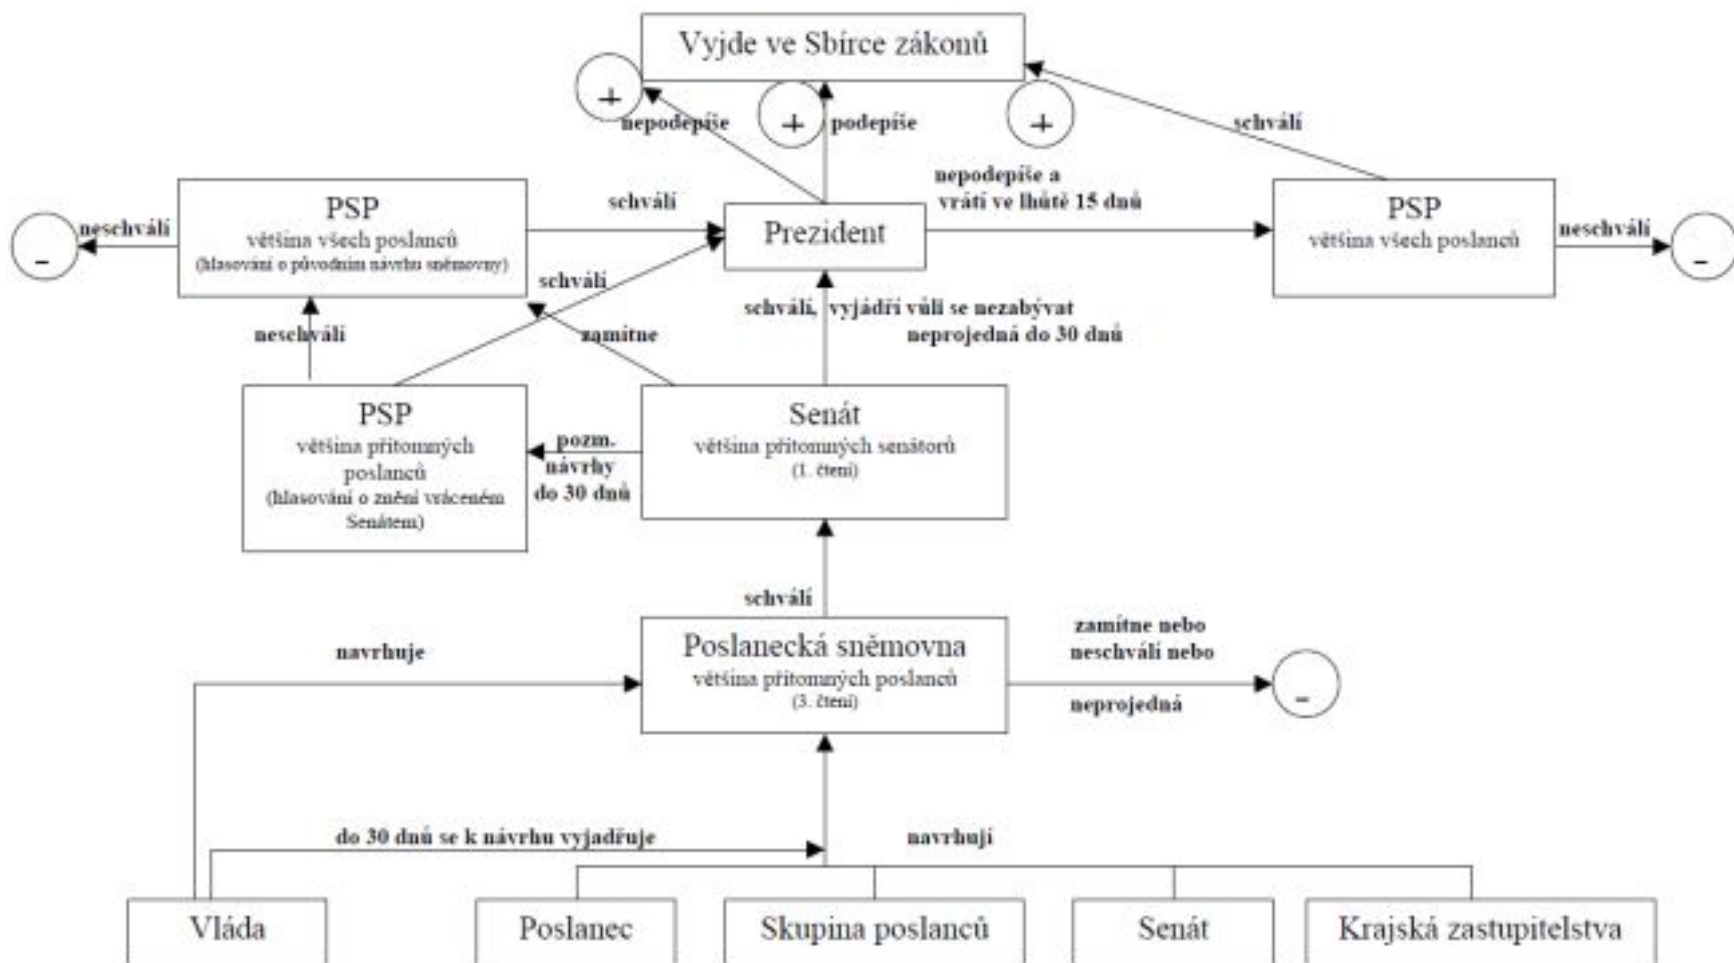 Vyjde ve Sbírce zákonů
+
+
+
nepodepíše
podepíše
schválí
PSP
většina všech poslanců
(hlasování o původním návrhu sněmovny)
neschválí
-
schválí
Prezident
nepodepíše a
vrátí ve lhůtě 15 dnů
PSP
většina všech poslanců
neschválí
-
schválí
neschválí
zamítne
schválí, vyjádří vůli se nezabývat
neprojedná do 30 dnů
PSP
většina přítomných
poslanců
(hlasování o znění vráceném
Senátem)
pozm.
návrhy
do 30 dnů
Senát
většina přítomných senátorů
(1. čtení)
schválí
navrhuje
Poslanecká sněmovna
většina přítomných poslanců
(3. čtení)
zamítne nebo
neschválí nebo
neprojedná
-
do 30 dnů se k návrhu vyjadřuje
navrhují
Vláda
Poslanec
Skupina poslanců
Senát
Krajská zastupitelstva